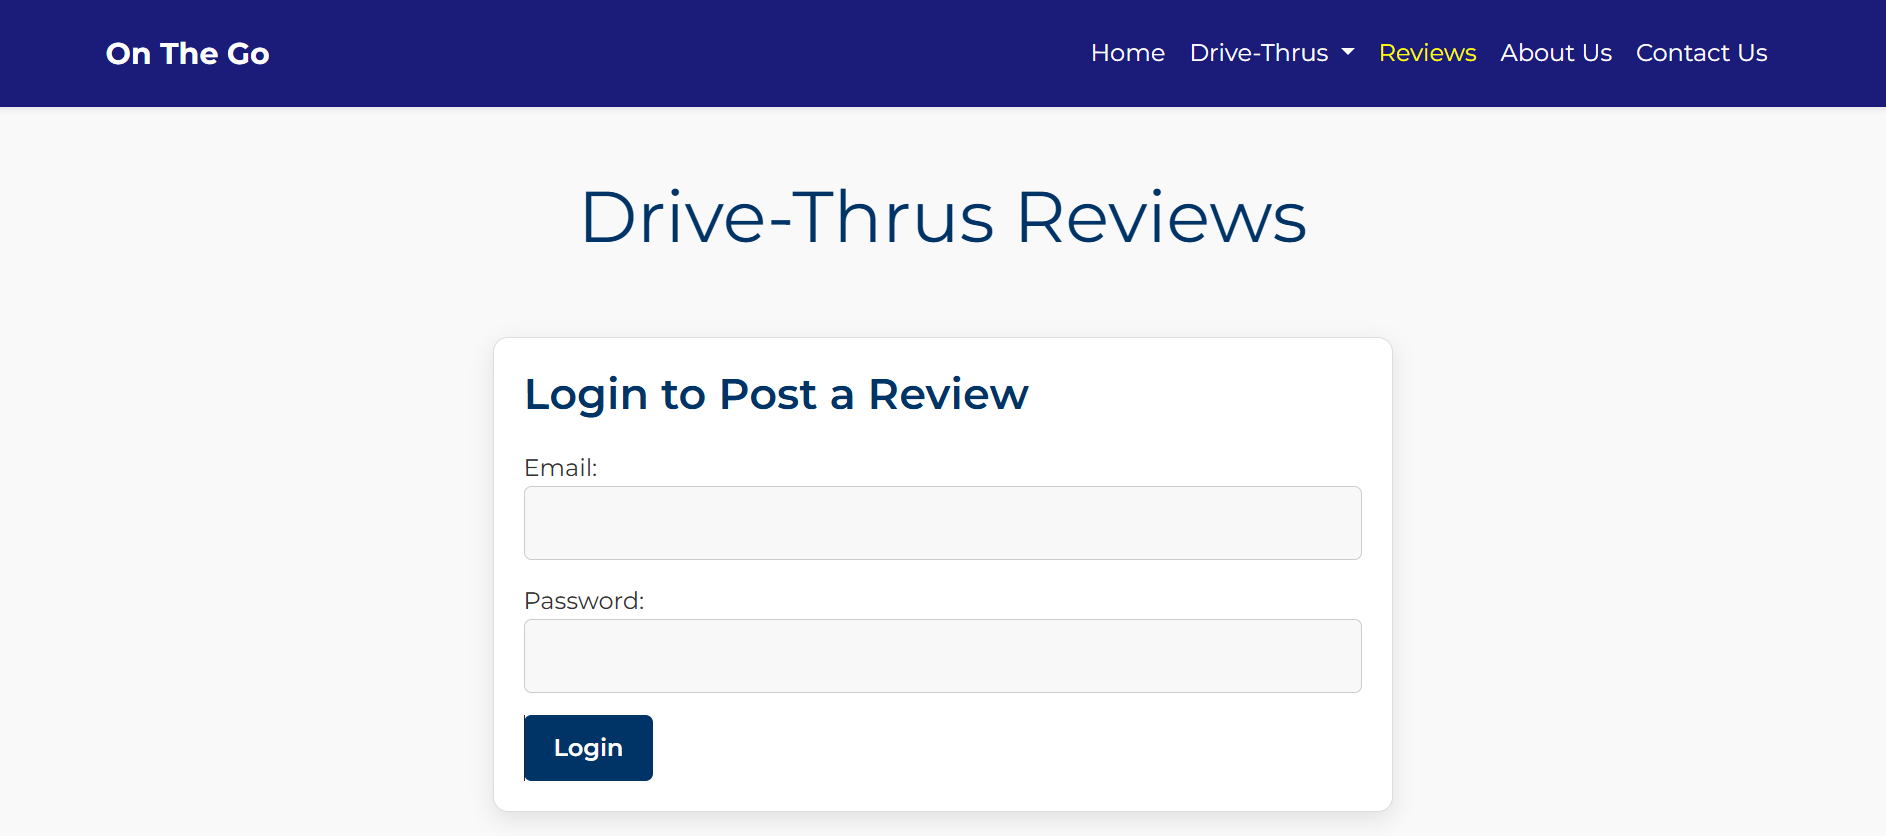 On The Go
Home Drive-Thrus Reviews About Us Contact Us
Drive-Thrus Reviews
Login to Post a Review
Email:
Password:
Login